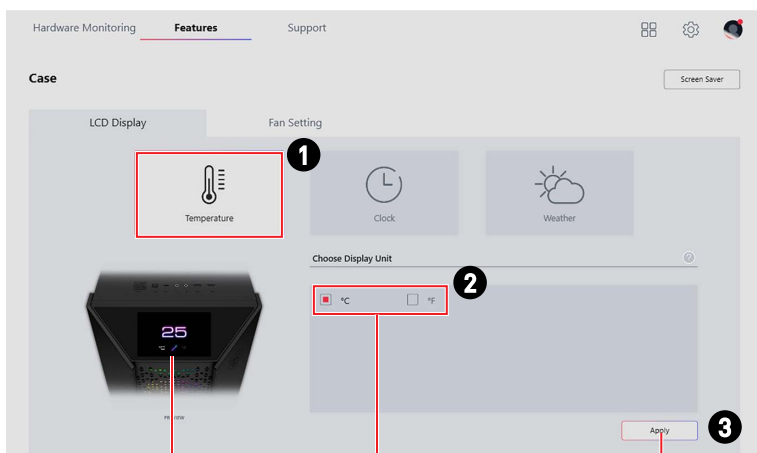 Hardware Monitoring Features Support
Case
Screen Saver
LCD Display Fan Setting
1
Temperature Clock Weather
Choose Display Unit ?
2
°C °F
25
PREVIEW
Apply
3